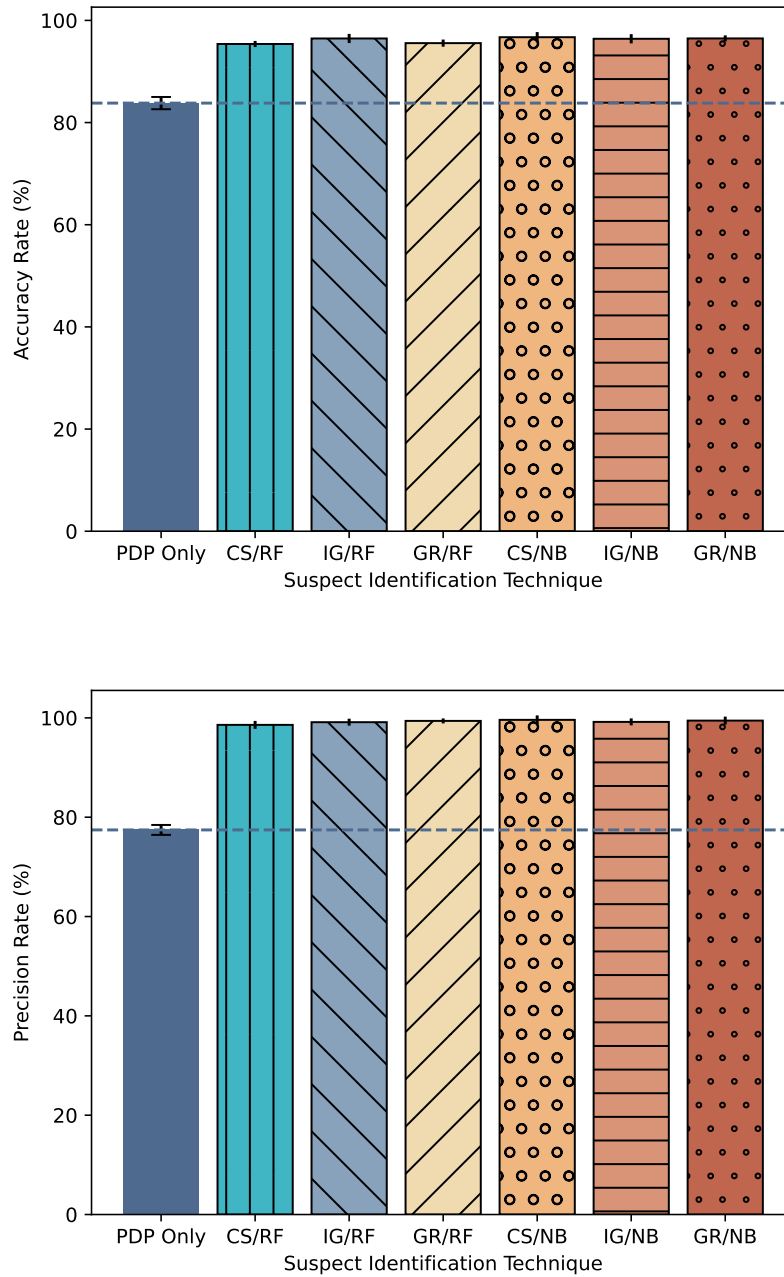 100
80
60
40
20
0
Accuracy Rate (%)
PDP Only CS/RF IG/RF GR/RF CS/NB IG/NB GR/NB
Suspect Identification Technique
100
80
60
40
20
0
Precision Rate (%)
PDP Only CS/RF IG/RF GR/RF CS/NB IG/NB GR/NB
Suspect Identification Technique